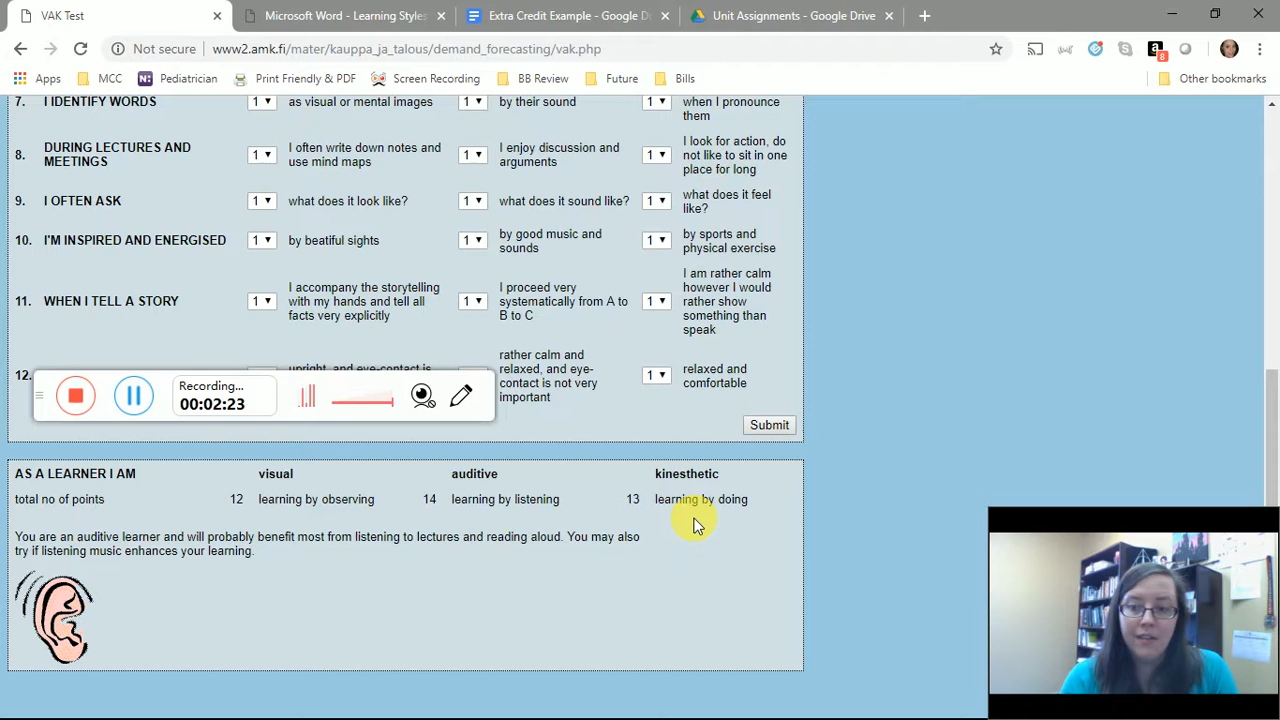 VAK Test
Microsoft Word - Learning Styles
Extra Credit Example - Google D
Unit Assignments - Google Drive
Not secure www2.amk.fi/mater/kauppa_ja_talous/demand_forecasting/vak.php
8
Apps MCC Pediatrician Print Friendly & PDF Screen Recording BB Review Future Bills Other bookmarks
7. I IDENTIFY WORDS 1 as visual or mental images 1 by their sound 1 when I pronounce
them
8. DURING LECTURES AND
MEETINGS
1 I often write down notes and
use mind maps
1 I enjoy discussion and
arguments
1 I look for action, do
not like to sit in one
place for long
9. I OFTEN ASK 1 what does it look like? 1 what does it sound like? 1 what does it feel
like?
10. I'M INSPIRED AND ENERGISED 1 by beatiful sights 1 by good music and
sounds
1 by sports and
physical exercise
11. WHEN I TELL A STORY 1 I accompany the storytelling
with my hands and tell all
facts very explicitly
1 I proceed very
systematically from A to
B to C
1 I am rather calm
however I would
rather show
something than
speak
12.
upright, and eye-contact is
rather calm and
relaxed, and eye-
contact is not very
important
1 relaxed and
comfortable
Recording...
00:02:23
Submit
AS A LEARNER I AM visual auditive kinesthetic
total no of points 12 learning by observing 14 learning by listening 13 learning by doing
You are an auditive learner and will probably benefit most from listening to lectures and reading aloud. You may also
try if listening music enhances your learning.